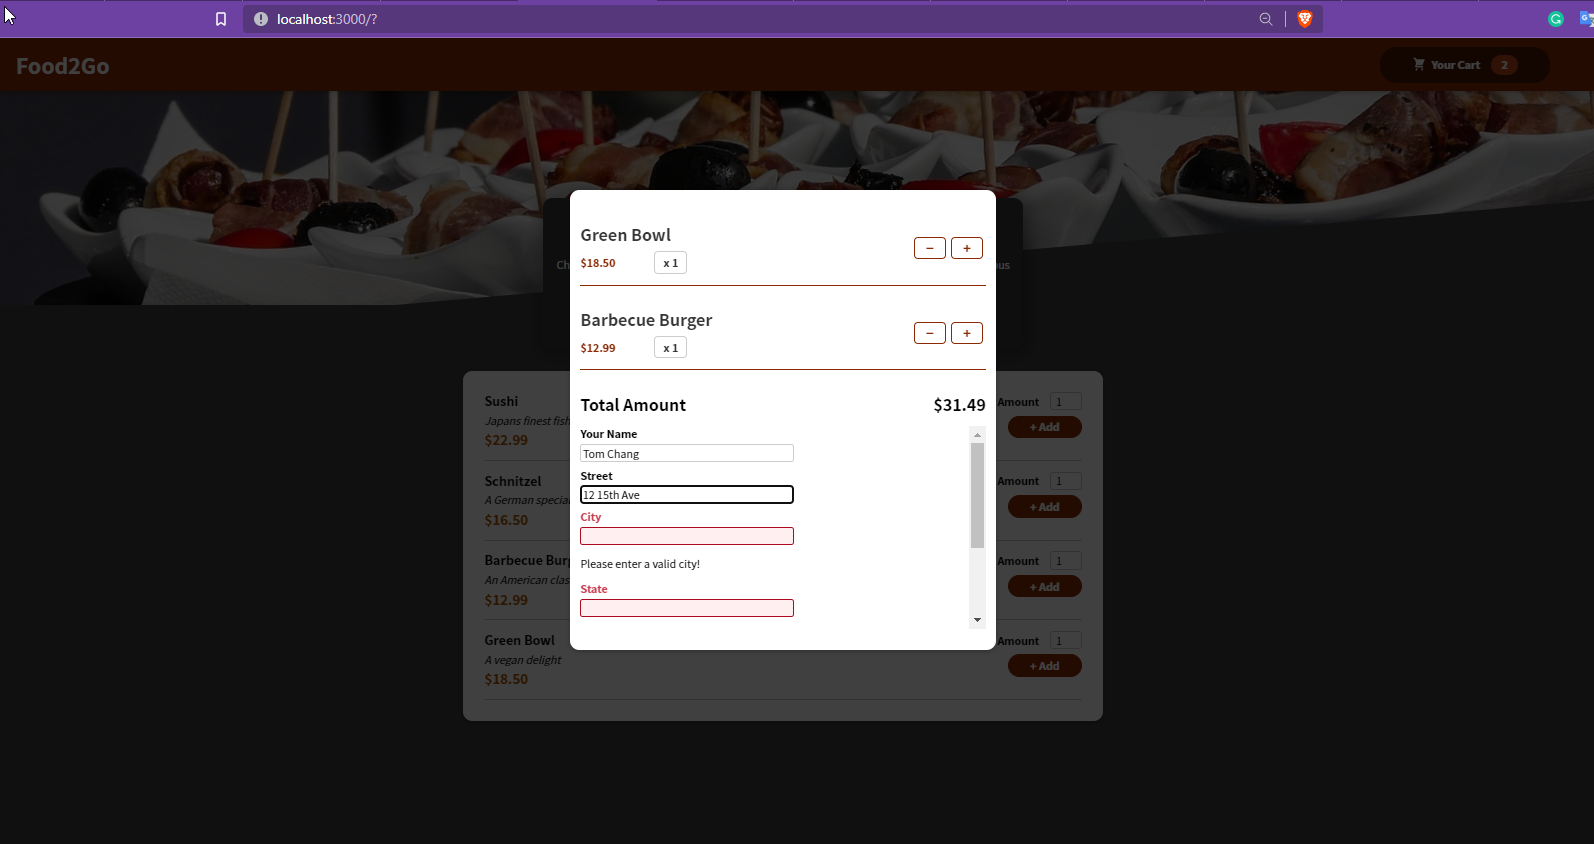 localhost:3000/?
Food2Go
Your Cart 2
Green Bowl
$18.50 x 1 − +
Barbecue Burger
$12.99 x 1 − +
Total Amount $31.49
Your Name
Tom Chang
Street
12 15th Ave
City
Please enter a valid city!
State
Sushi Amount 1
Japans finest fish
$22.99 + Add
Schnitzel Amount 1
A German specia
$16.50 + Add
Barbecue Burg Amount 1
An American clas
$12.99 + Add
Green Bowl Amount 1
A vegan delight
$18.50 + Add